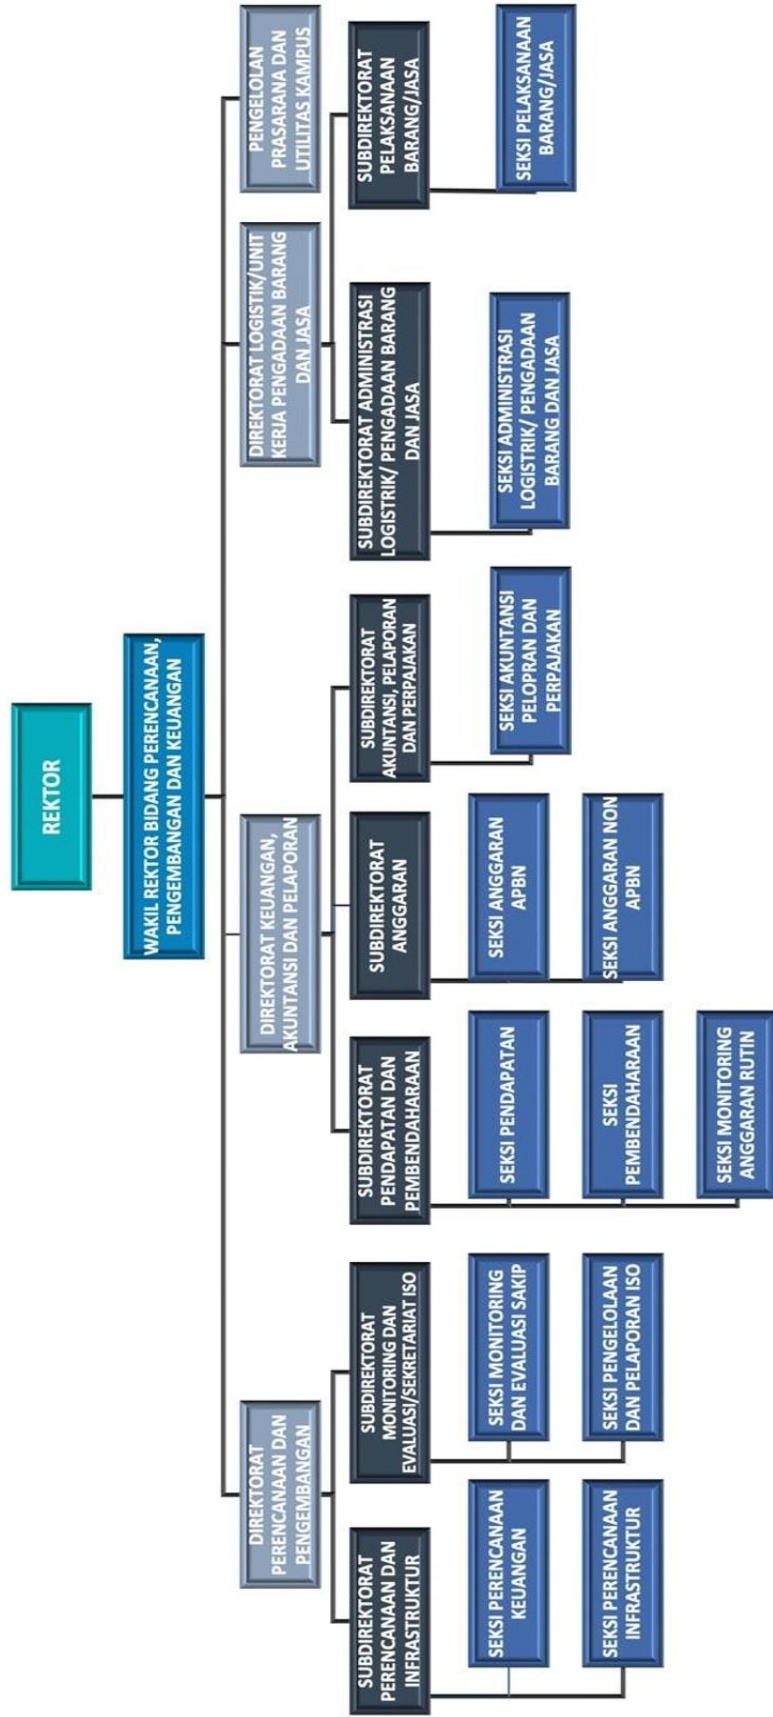 REKTOR
WAKIL REKTOR BIDANG PERENCANAAN,
PENGEMBANGAN DAN KEUANGAN
DIREKTORAT
PERENCANAAN DAN
PENGEMBANGAN
DIREKTORAT KEUANGAN,
AKUNTANSI DAN PELAPORAN
DIREKTORAT LOGISTIK/UNIT
KERJA PENGADAAN BARANG
DAN JASA
PENGELOLAN
PRASARANA DAN
UTILITAS KAMPUS
SUBDIREKTORAT
PERENCANAAN DAN
INFRASTRUKTUR
SUBDIREKTORAT
MONITORING DAN
EVALUASI/SEKRETARIAT ISO
SUBDIREKTORAT
PENDAPATAN DAN
PEMBENDAHARAAN
SUBDIREKTORAT
ANGGARAN
SUBDIREKTORAT
AKUNTANSI, PELAPORAN
DAN PERPAJAKAN
SUBDIREKTORAT ADMINISTRASI
LOGISTRIK/ PENGADAAN BARANG
DAN JASA
SUBDIREKTORAT
PELAKSANAAN
BARANG/JASA
SEKSI PERENCANAAN
KEUANGAN
SEKSI MONITORING
DAN EVALUASI SAKIP
SEKSI PENDAPATAN
SEKSI ANGGARAN
APBN
SEKSI AKUNTANSI
PELOPRAN DAN
PERPAJAKAN
SEKSI ADMINISTRASI
LOGISTRIK/ PENGADAAN
BARANG DAN JASA
SEKSI PELAKSANAAN
BARANG/JASA
SEKSI PERENCANAAN
INFRASTRUKTUR
SEKSI PENGELOLAAN
DAN PELAPORAN ISO
SEKSI
PEMBENDAHARAAN
SEKSI ANGGARAN NON
APBN
SEKSI MONITORING
ANGGARAN RUTIN